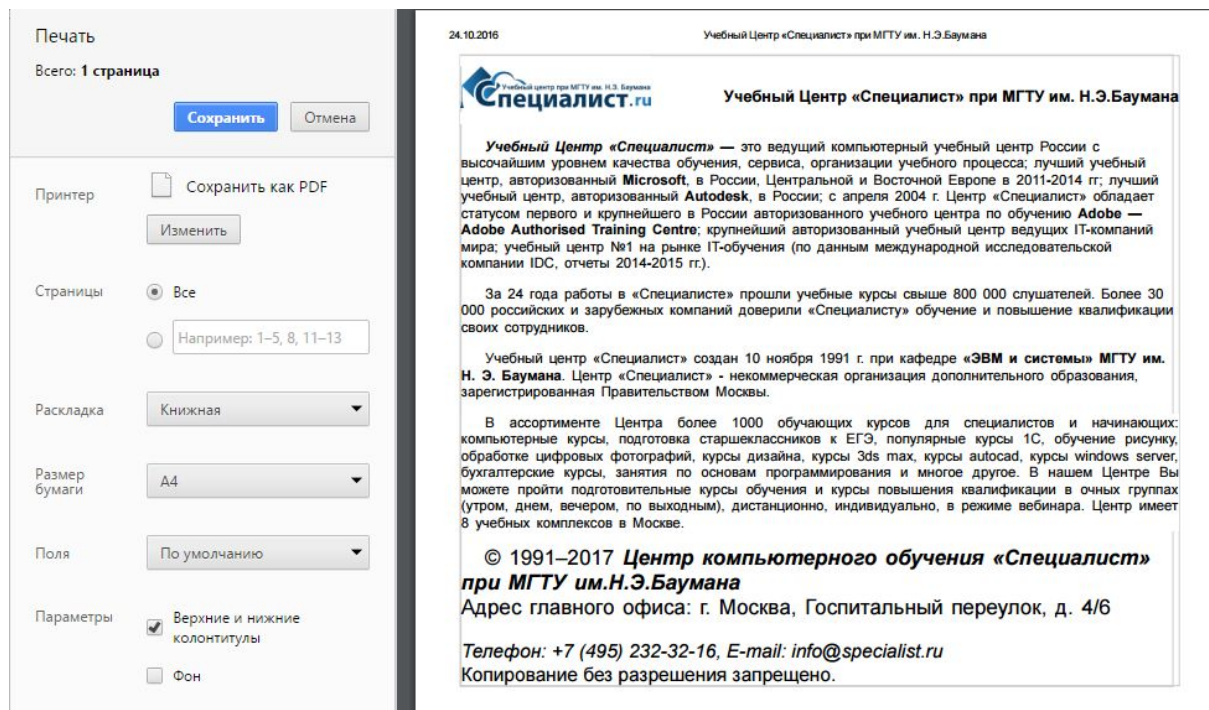 Печать
Всего: 1 страница
Сохранить
Отмена
Принтер
Сохранить как PDF
Изменить
Страницы
Все
Например: 1–5, 8, 11–13
Раскладка
Книжная
Размер
бумаги
A4
Поля
По умолчанию
Параметры
Верхние и нижние
колонтитулы
Фон
24.10.2016
Учебный Центр «Специалист» при МГТУ им. Н.Э.Баумана
Учебный центр при МГТУ им. Н.Э. Баумана
Специалист.ru
Учебный Центр «Специалист» при МГТУ им. Н.Э.Баумана
Учебный Центр «Специалист» — это ведущий компьютерный учебный центр России с
высочайшим уровнем качества обучения, сервиса, организации учебного процесса; лучший учебный
центр, авторизованный Microsoft, в России, Центральной и Восточной Европе в 2011-2014 гг; лучший
учебный центр, авторизованный Autodesk, в России; с апреля 2004 г. Центр «Специалист» обладает
статусом первого и крупнейшего в России авторизованного учебного центра по обучению Adobe —
Adobe Authorised Training Centre; крупнейший авторизованный учебный центр ведущих IT-компаний
мира; учебный центр №1 на рынке IT-обучения (по данным международной исследовательской
компании IDC, отчеты 2014-2015 гг.).
За 24 года работы в «Специалисте» прошли учебные курсы свыше 800 000 слушателей. Более 30
000 российских и зарубежных компаний доверили «Специалисту» обучение и повышение квалификации
своих сотрудников.
Учебный центр «Специалист» создан 10 ноября 1991 г. при кафедре «ЭВМ и системы» МГТУ им.
Н. Э. Баумана. Центр «Специалист» - некоммерческая организация дополнительного образования,
зарегистрированная Правительством Москвы.
В ассортименте Центра более 1000 обучающих курсов для специалистов и начинающих:
компьютерные курсы, подготовка старшеклассников к ЕГЭ, популярные курсы 1С, обучение рисунку,
обработке цифровых фотографий, курсы дизайна, курсы 3ds max, курсы autocad, курсы windows server,
бухгалтерские курсы, занятия по основам программирования и многое другое. В нашем Центре Вы
можете пройти подготовительные курсы обучения и курсы повышения квалификации в очных группах
(утром, днем, вечером, по выходным), дистанционно, индивидуально, в режиме вебинара. Центр имеет
8 учебных комплексов в Москве.
© 1991–2017 Центр компьютерного обучения «Специалист»
при МГТУ им.Н.Э.Баумана
Адрес главного офиса: г. Москва, Госпитальный переулок, д. 4/6
Телефон: +7 (495) 232-32-16, E-mail: info@specialist.ru
Копирование без разрешения запрещено.